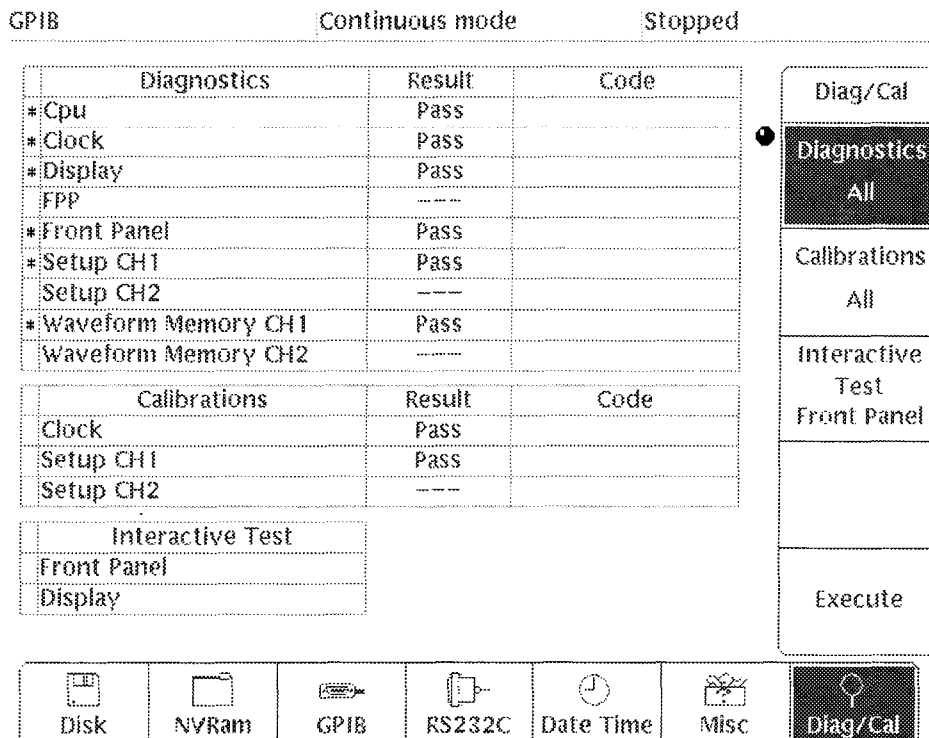 GPIB Continuous mode Stopped
Diagnostics Result Code
* Cpu Pass
* Clock Pass
* Display Pass
FPP ---
* Front Panel Pass
* Setup CH1 Pass
Setup CH2 ---
* Waveform Memory CH1 Pass
Waveform Memory CH2 ---
Calibrations Result Code
Clock Pass
Setup CH1 Pass
Setup CH2 ---
Interactive Test
Front Panel
Display
Diag/Cal
Diagnostics
All
Calibrations
All
Interactive
Test
Front Panel
Execute
Disk NVRam GPIB RS232C Date Time Misc Diag/Cal